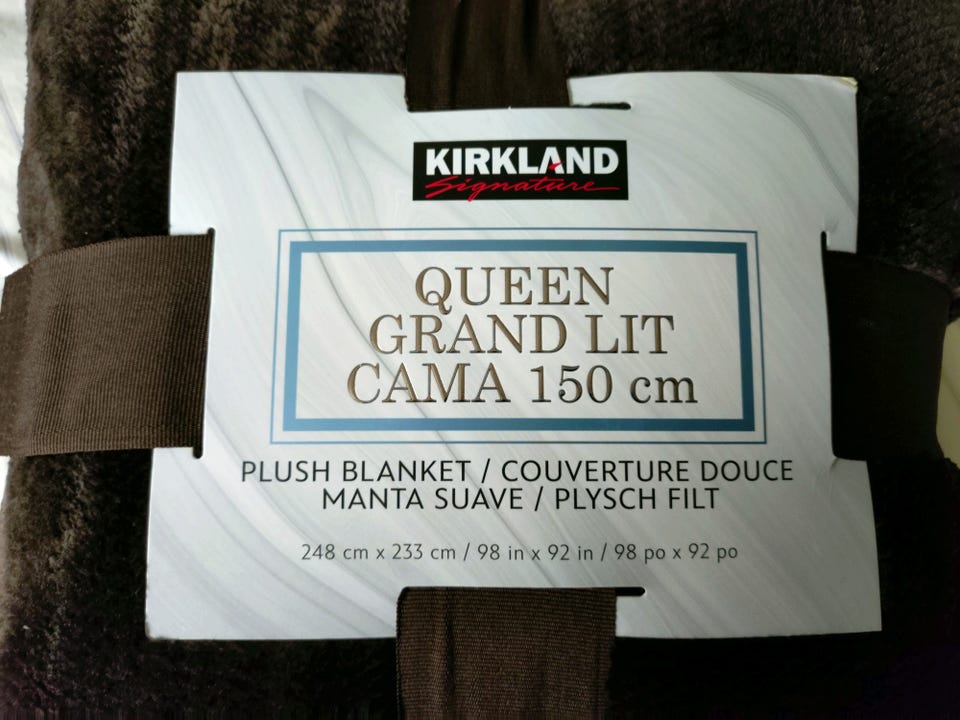 KIRKLAND
Signature
QUEEN
GRAND LIT
CAMA 150 cm
PLUSH BLANKET / COUVERTURE DOUCE
MANTA SUAVE / PLYSCH FILT
248 cm x 233 cm / 98 in x 92 in / 98 po x 92 po